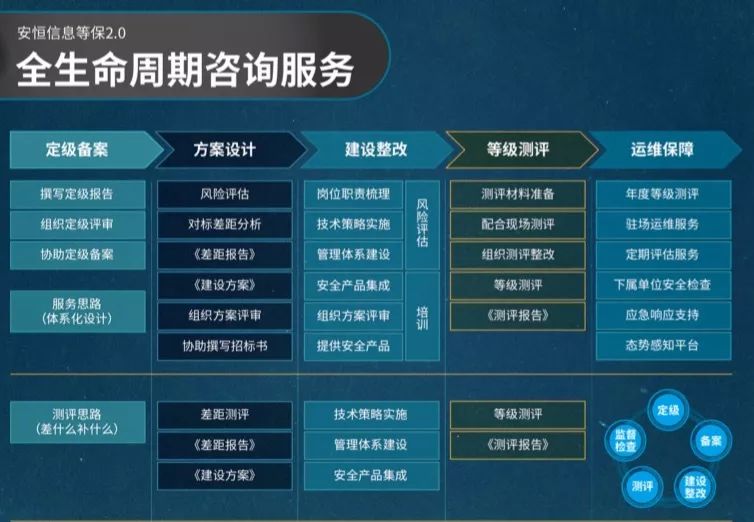 安恒信息等保2.0
全生命周期咨询服务
定级备案
方案设计
建设整改
等级测评
运维保障
撰写定级报告
组织定级评审
协助定级备案
服务思路
(体系化设计)
风险评估
对标差距分析
《差距报告》
《建设方案》
组织方案评审
协助撰写招标书
岗位职责梳理
技术策略实施
管理体系建设
安全产品集成
组织方案评审
提供安全产品
风险评估
培训
测评材料准备
配合现场测评
组织测评整改
等级测评
《测评报告》
年度等级测评
驻场运维服务
定期评估服务
下属单位安全检查
应急响应支持
态势感知平台
测评思路
(差什么补什么)
差距测评
《差距报告》
《建设方案》
技术策略实施
管理体系建设
安全产品集成
等级测评
《测评报告》
定级
备案
建设
整改
测评
监督
检查